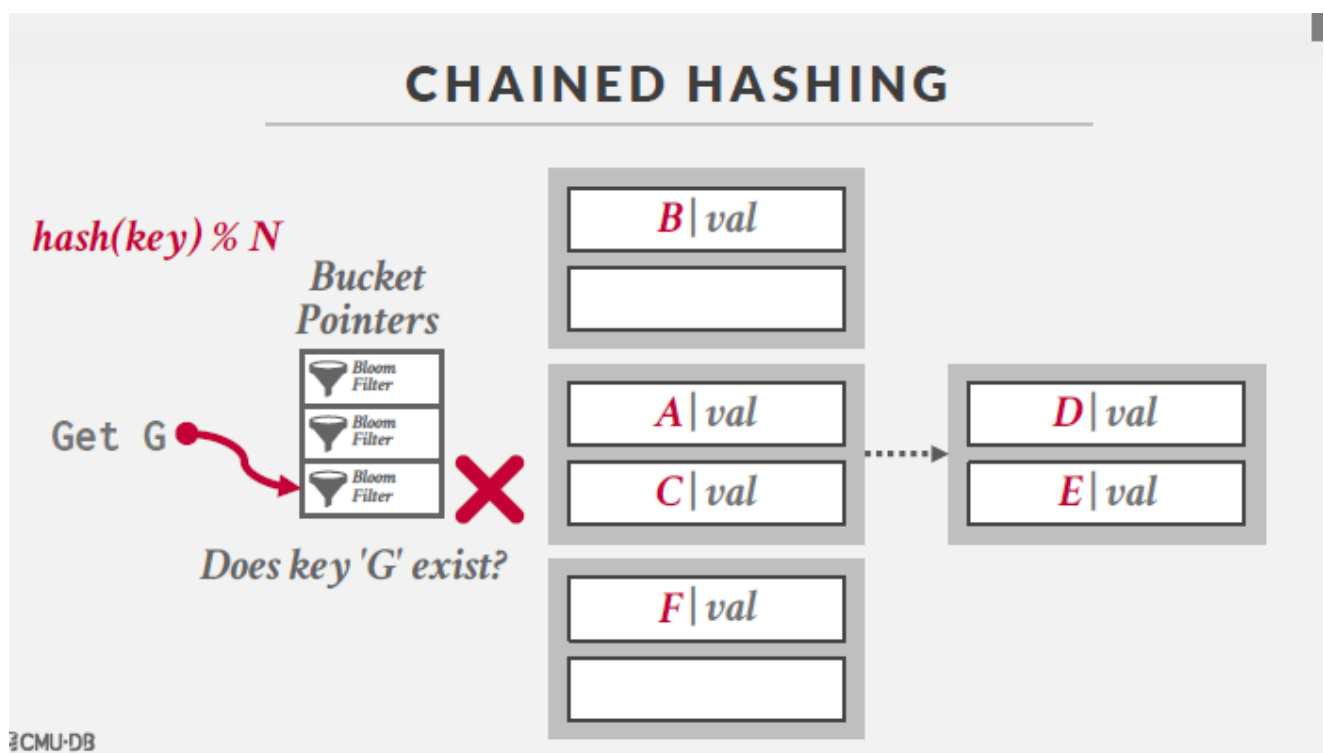 CHAINED HASHING
hash(key) % N
Bucket
Pointers
Bloom
Filter
Bloom
Filter
Bloom
Filter
Get G
Does key 'G' exist?
B|val
A|val
C|val
D|val
E|val
F|val
CMU·DB